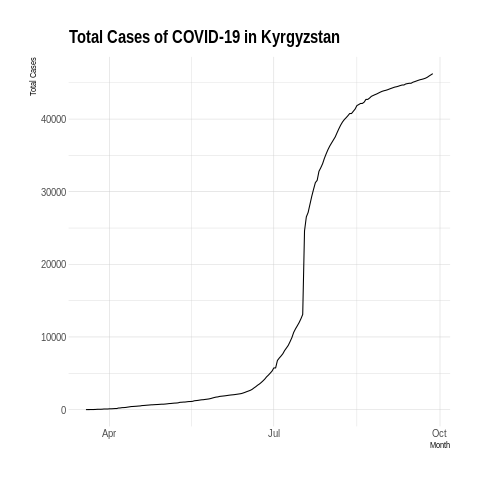 Total Cases of COVID-19 in Kyrgyzstan
Total Cases
40000
30000
20000
10000
0
Apr Jul Oct
Month